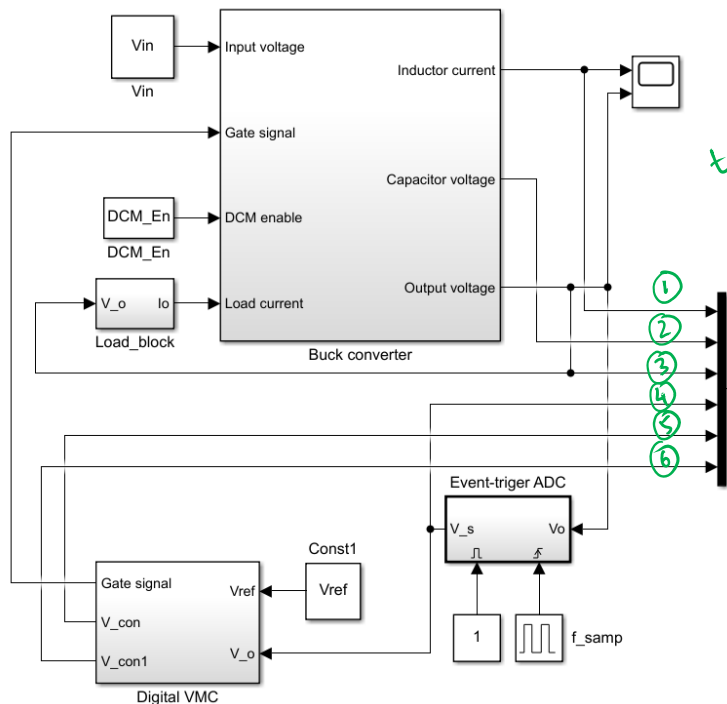 Vin
Vin
Input voltage
Inductor current
Gate signal
t
Capacitor voltage
DCM_En
DCM enable
DCM_En
Output voltage
1
V_o Io
Load current
Load_block
2
Buck converter
3
4
5
6
Event-triger ADC
V_s
Vo
Const1
Gate signal
Vref
Vref
V_con
1
f_samp
V_con1
V_o
Digital VMC